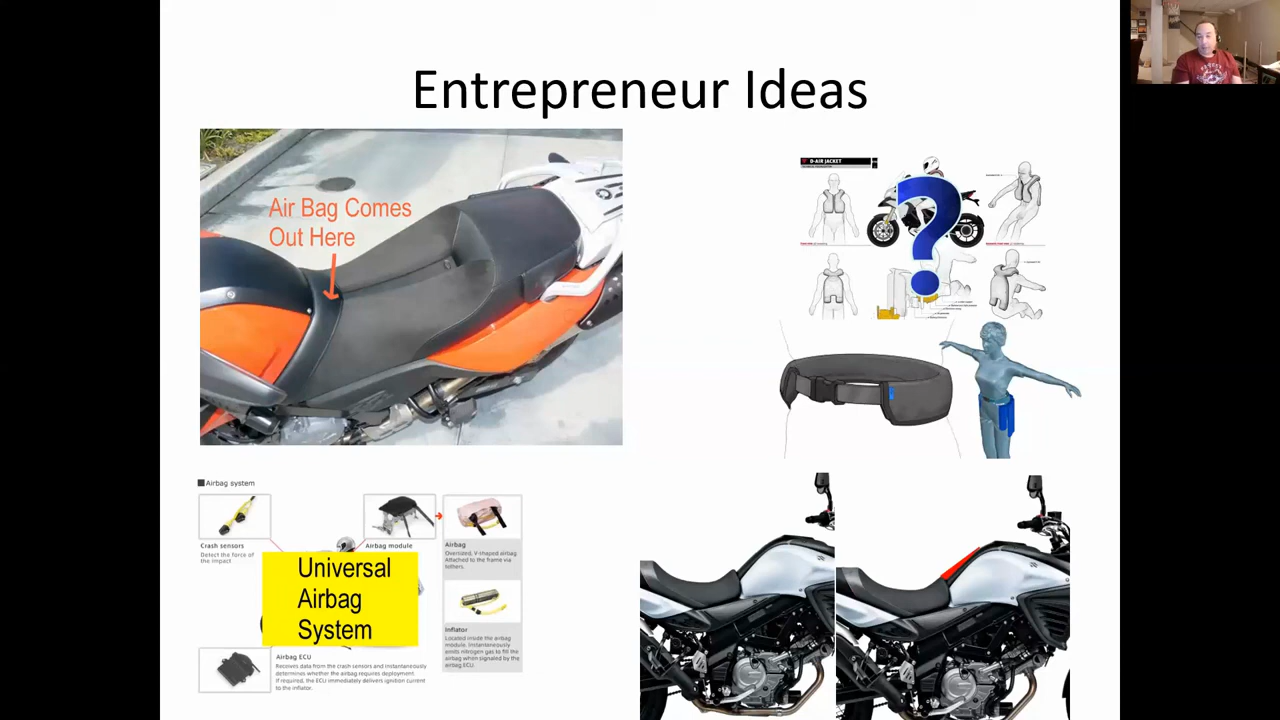 Entrepreneur Ideas
Air Bag Comes
Out Here
D-AIR JACKET
Airbag system
Crash sensors
Detect the force of
the impact
Airbag module
Airbag
Oversized, V-shaped airbag
Attached to the frame via
tethers.
Universal
Airbag
System
Inflator
Located inside the airbag
module. Instantaneously
emits nitrogen gas to fill the
airbag when signaled by the
airbag ECU.
Airbag ECU
Receives data from the crash sensors and instantaneously
determines whether the airbag requires deployment.
If required, the ECU immediately delivers ignition current
to the inflator.